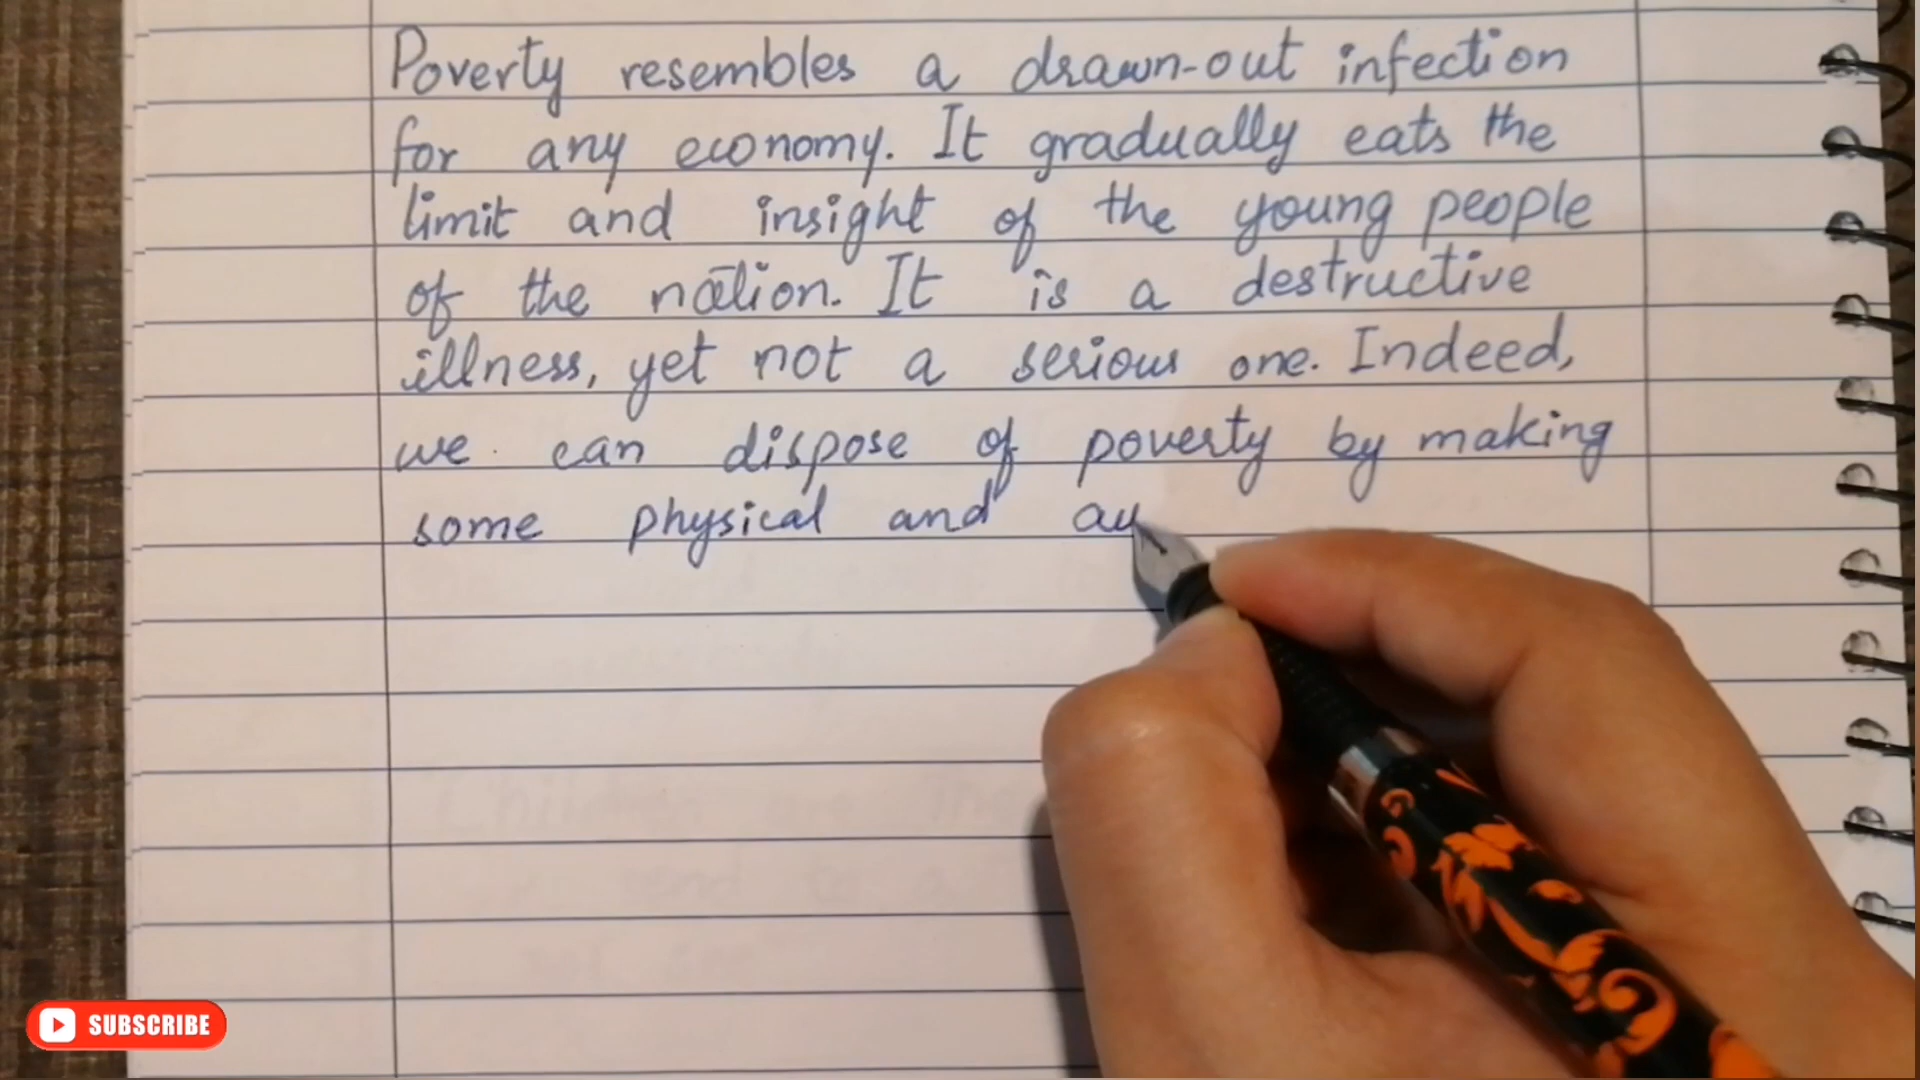 Poverty resembles a drawn-out infection
for any economy. It gradually eats the
limit and insight of the young people
of the nation. It is a destructive
illness, yet not a serious one. Indeed,
we can dispose of poverty by making
some physical and au
SUBSCRIBE